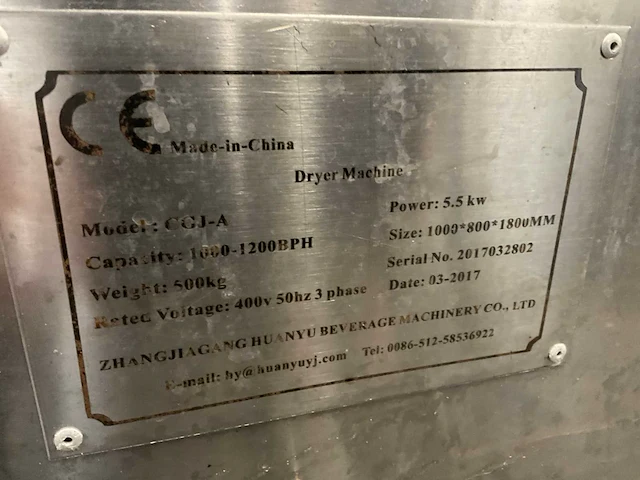 CE Made-in-China
Dryer Machine
Model: CGJ-A
Power: 5.5 kw
Capacity: 1000-1200BPH
Size: 1000*800*1800MM
Weight: 500kg
Serial No. 2017032802
Rated Voltage: 400v 50hz 3 phase
Date: 03-2017
ZHANGJIAGANG HUANYU BEVERAGE MACHINERY CO., LTD
E-mail: hy@huanyuyj.com Tel: 0086-512-58536922